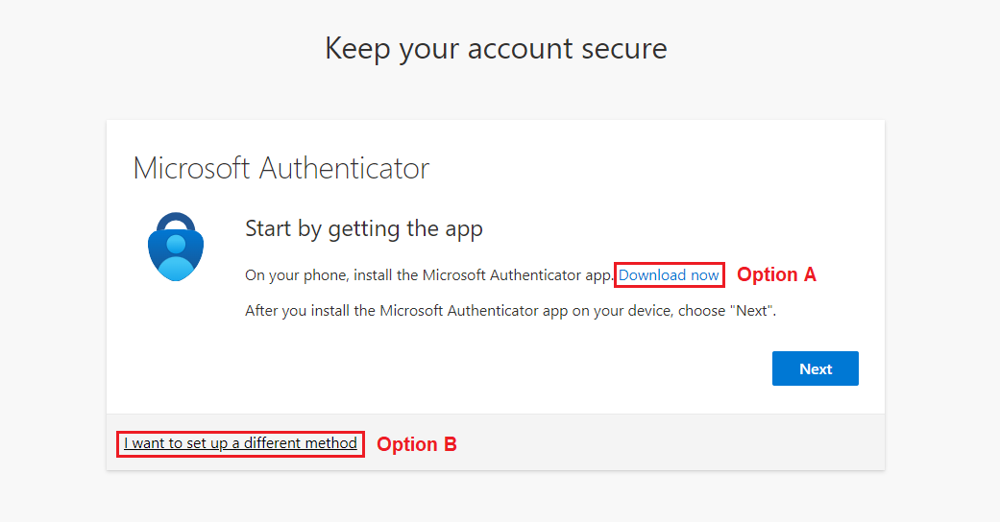 Keep your account secure
Microsoft Authenticator
Start by getting the app
On your phone, install the Microsoft Authenticator app. Download now Option A
After you install the Microsoft Authenticator app on your device, choose "Next".
Next
I want to set up a different method Option B